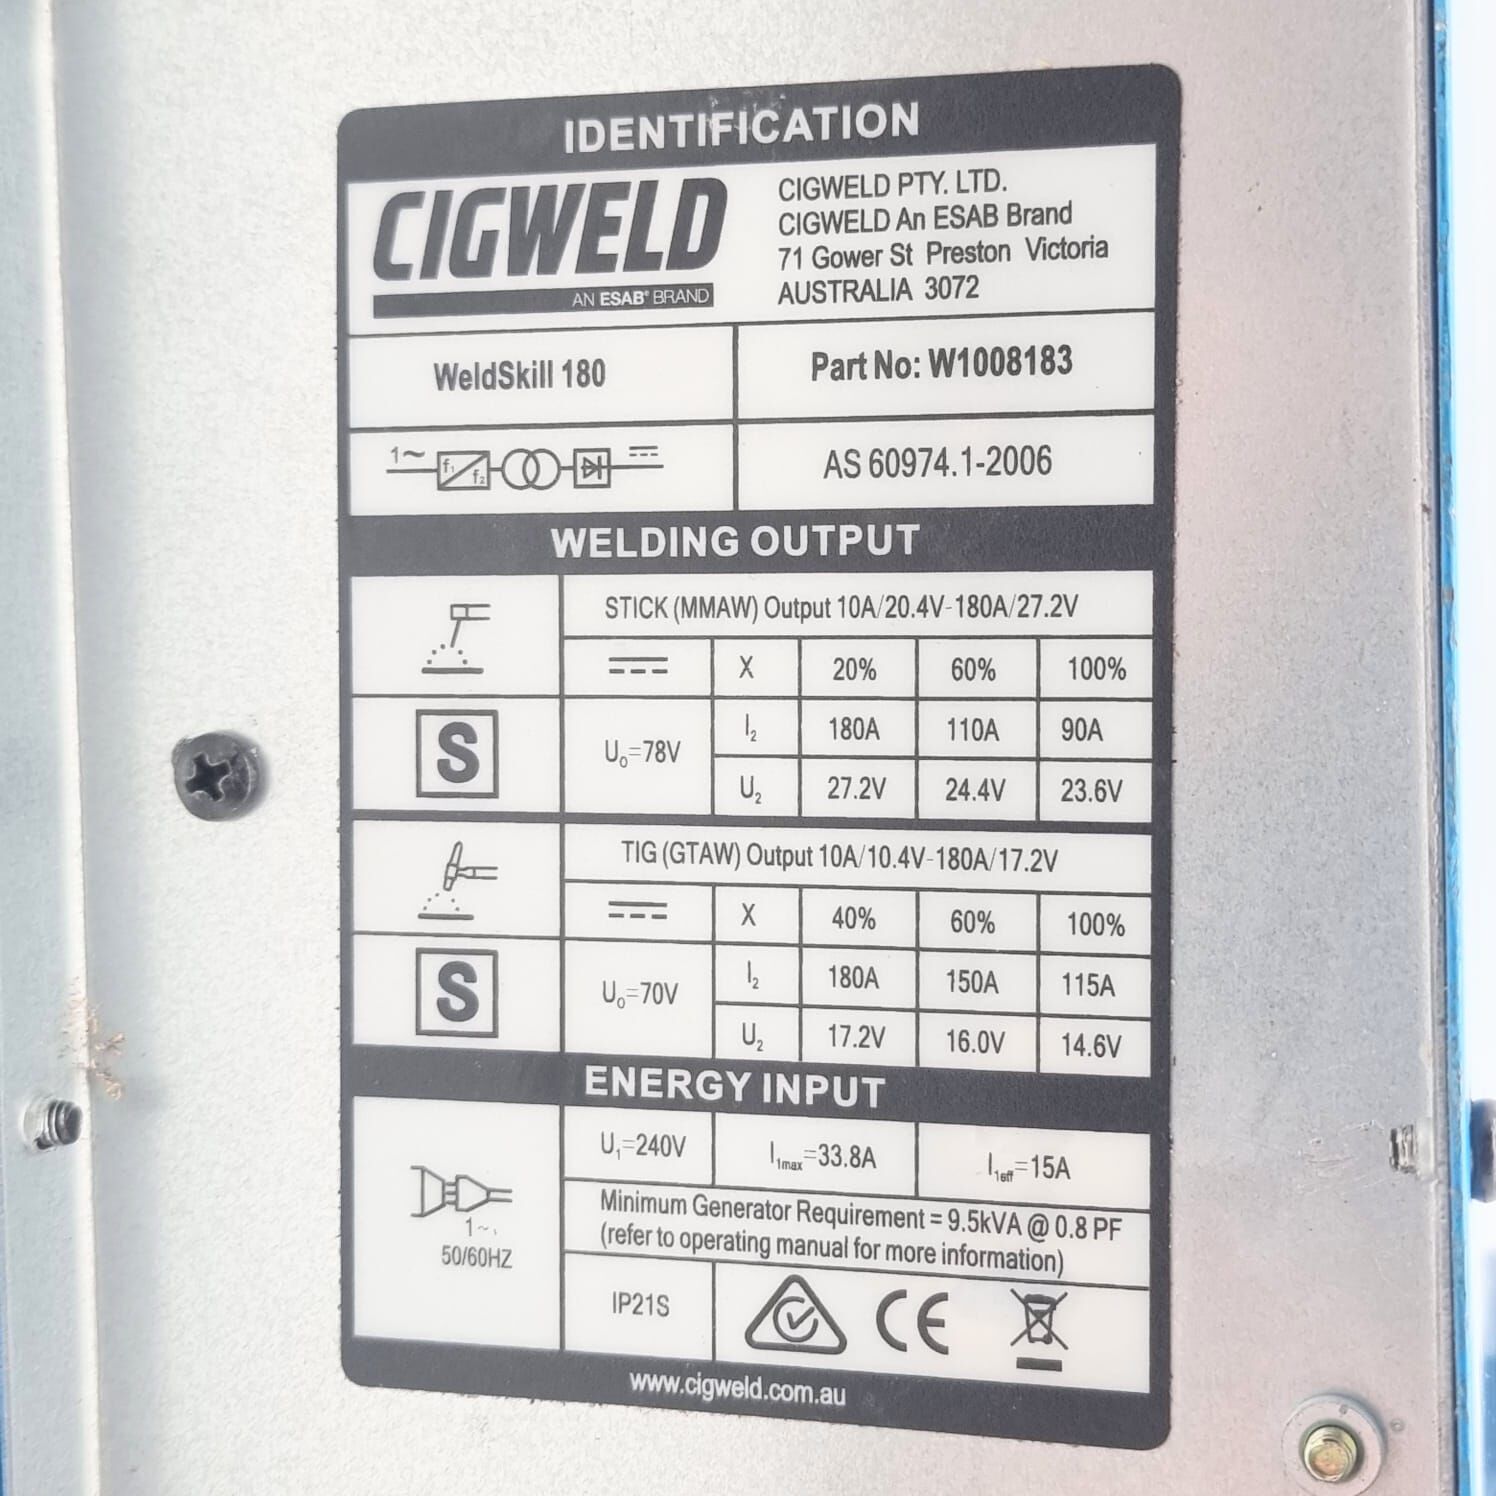 IDENTIFICATION
CIGWELD
AN ESAB® BRAND
CIGWELD PTY. LTD.
CIGWELD An ESAB Brand
71 Gower St Preston Victoria
AUSTRALIA 3072
WeldSkill 180
Part No: W1008183
1~ f₁ f₂
AS 60974.1-2006
WELDING OUTPUT
STICK (MMAW) Output 10A/20.4V-180A/27.2V
X 20% 60% 100%
S
U₀=78V
I₂ 180A 110A 90A
U₂ 27.2V 24.4V 23.6V
TIG (GTAW) Output 10A/10.4V-180A/17.2V
X 40% 60% 100%
S
U₀=70V
I₂ 180A 150A 115A
U₂ 17.2V 16.0V 14.6V
ENERGY INPUT
1~
50/60HZ
U₁=240V I₁max=33.8A I₁eff=15A
Minimum Generator Requirement = 9.5kVA @ 0.8 PF
(refer to operating manual for more information)
IP21S
CE
www.cigweld.com.au